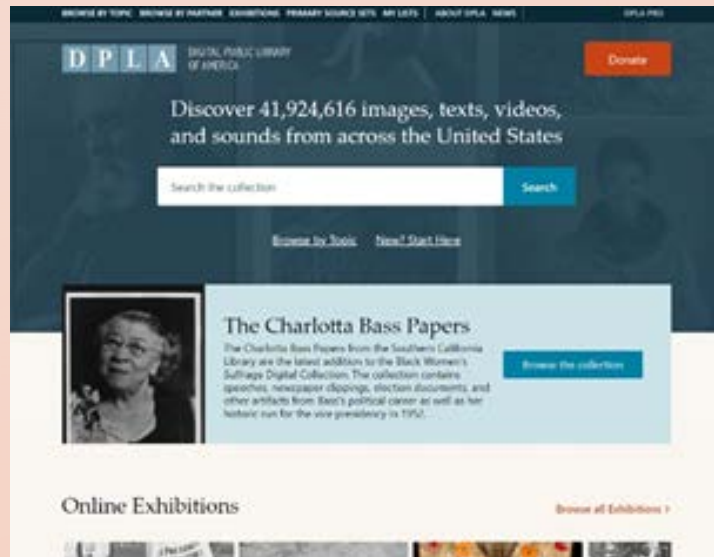 BROWSE BY TOPIC BROWSE BY PARTNER EXHIBITIONS PRIMARY SOURCE SETS MY LISTS ABOUT DPLA NEWS DPLA PRO
DPLA DIGITAL PUBLIC LIBRARY
OF AMERICA
Donate
Discover 41,924,616 images, texts, videos,
and sounds from across the United States
Search the collection
Search
Browse by Topic New? Start Here
The Charlotta Bass Papers
The Charlotta Bass Papers from the Southern California
Library are the latest addition to the Black Women's
Suffrage Digital Collection. The collection contains
speeches, newspaper clippings, election documents, and
other artifacts from Bass's political career as well as her
historic run for the vice presidency in 1952.
Browse the collection
Online Exhibitions
Browse all Exhibitions >